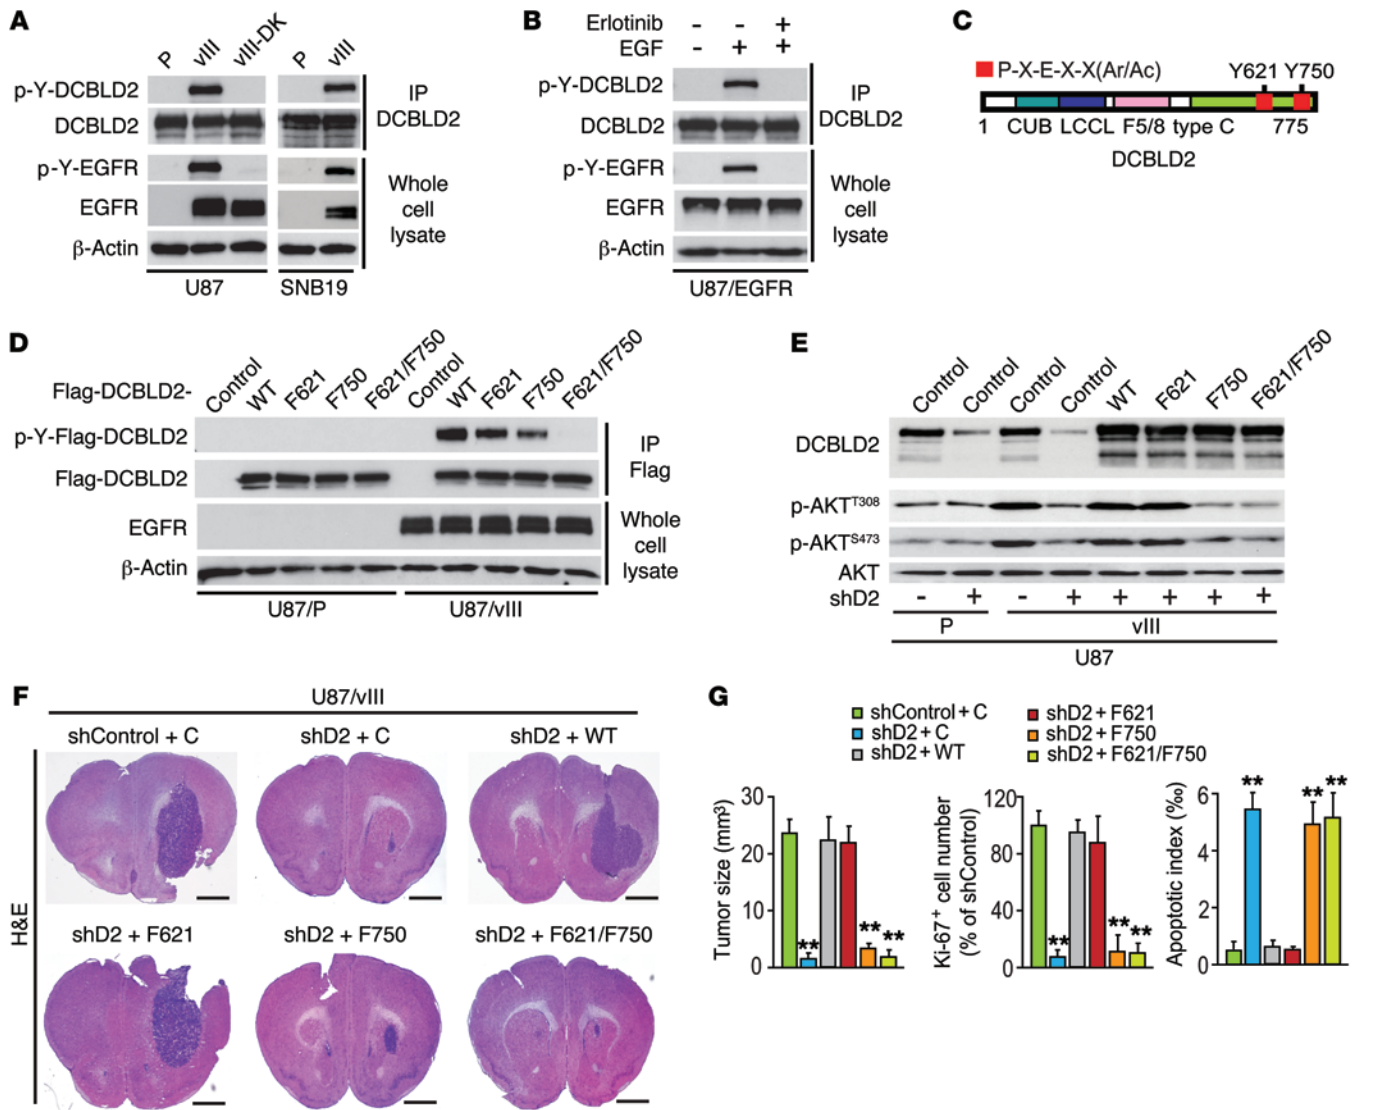 A
P vIII vIII-DK P vIII
p-Y-DCBLD2
DCBLD2
IP
DCBLD2
p-Y-EGFR
EGFR
β-Actin
Whole
cell
lysate
U87 SNB19
B
Erlotinib - - +
EGF - + +
p-Y-DCBLD2
DCBLD2
IP
DCBLD2
p-Y-EGFR
EGFR
β-Actin
Whole
cell
lysate
U87/EGFR
C
P-X-E-X-X(Ar/Ac)
Y621 Y750
1 CUB LCCL F5/8 type C 775
DCBLD2
D
Flag-DCBLD2- Control WT F621 F750 F621/F750 Control WT F621 F750 F621/F750
p-Y-Flag-DCBLD2
Flag-DCBLD2
IP
Flag
EGFR
β-Actin
Whole
cell
lysate
U87/P U87/vIII
E
Control Control Control Control WT F621 F750 F621/F750
DCBLD2
p-AKTT308
p-AKTS473
AKT
shD2 - + - + + + + +
P vIII
U87
F
U87/vIII
shControl + C shD2 + C shD2 + WT
H&E
shD2 + F621 shD2 + F750 shD2 + F621/F750
G
shControl + C
shD2 + C
shD2 + WT
shD2 + F621
shD2 + F750
shD2 + F621/F750
Tumor size (mm³)
30
20
10
0
** ** **
Ki-67+ cell number
(% of shControl)
120
80
40
0
** ** **
Apoptotic index (‰)
6
4
2
0
** ** **